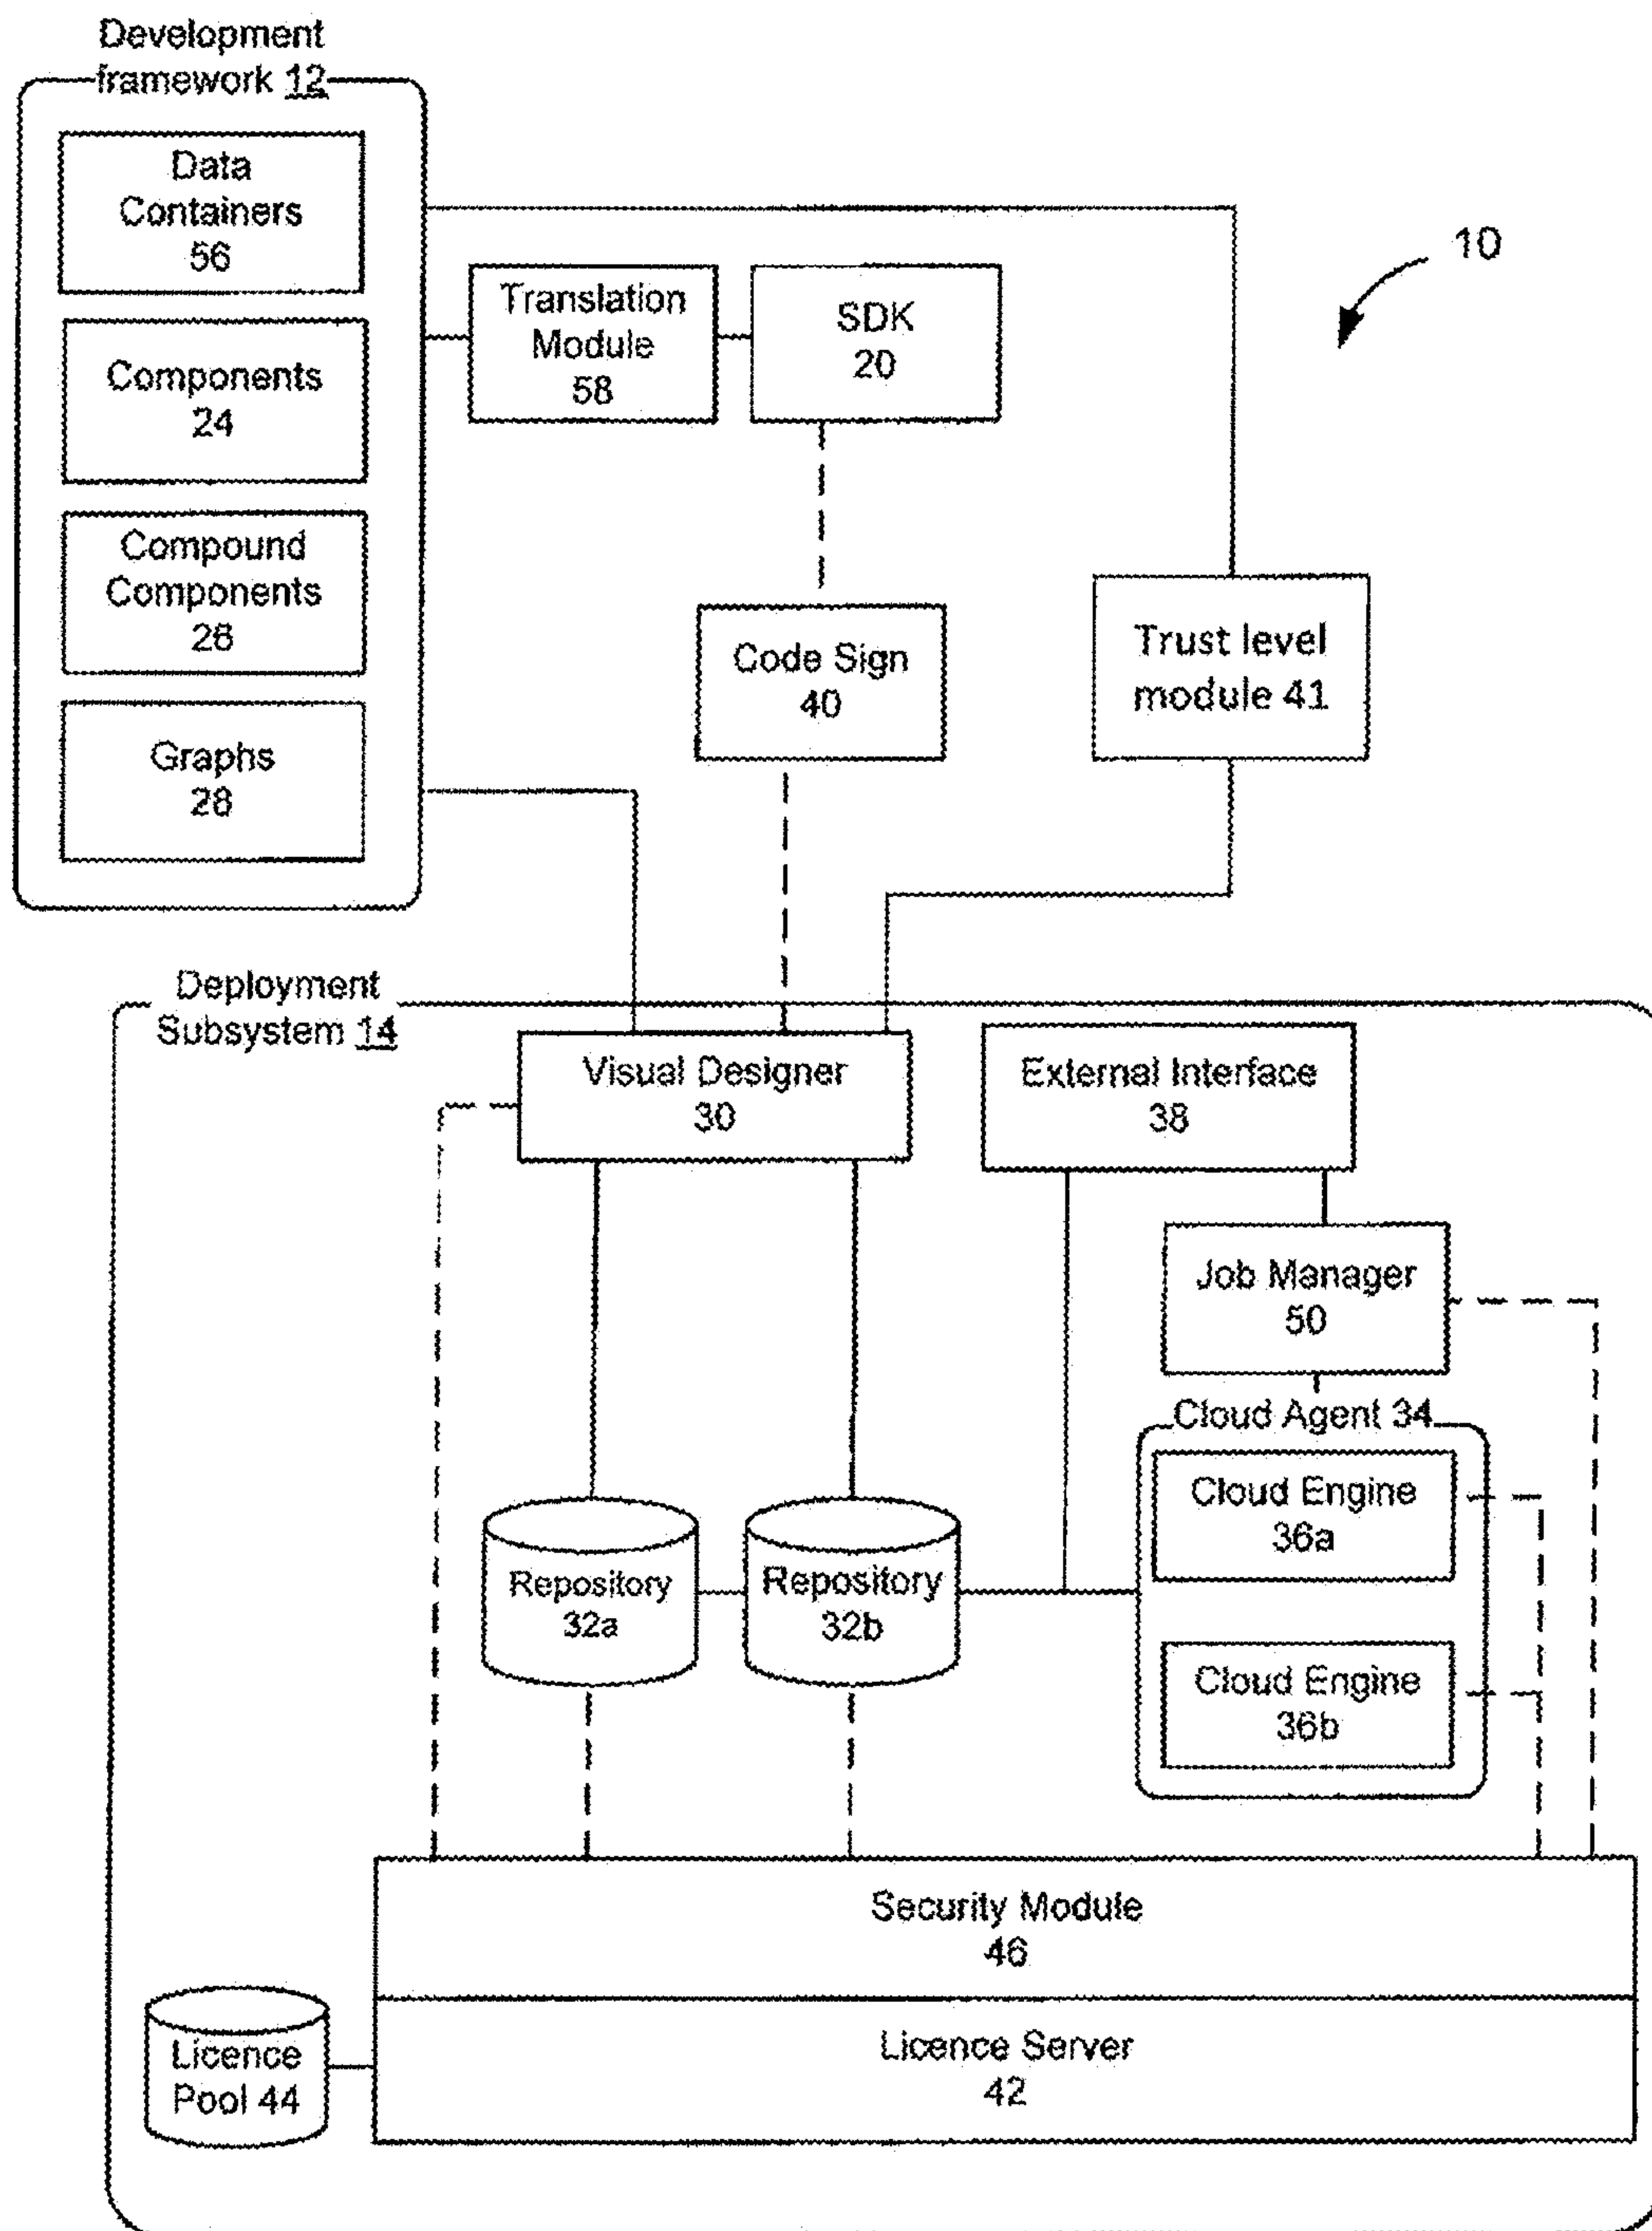 Development
framework 12
Data
Containers
56
Components
24
Compound
Components
26
Graphs
28
Translation
Module
58
SDK
20
10
Code Sign
40
Trust level
module 41
Deployment
Subsystem 14
Visual Designer
30
External Interface
38
Job Manager
50
Cloud Agent 34
Cloud Engine
36a
Cloud Engine
36b
Repository
32a
Repository
32b
Security Module
46
Licence Server
42
Licence
Pool 44